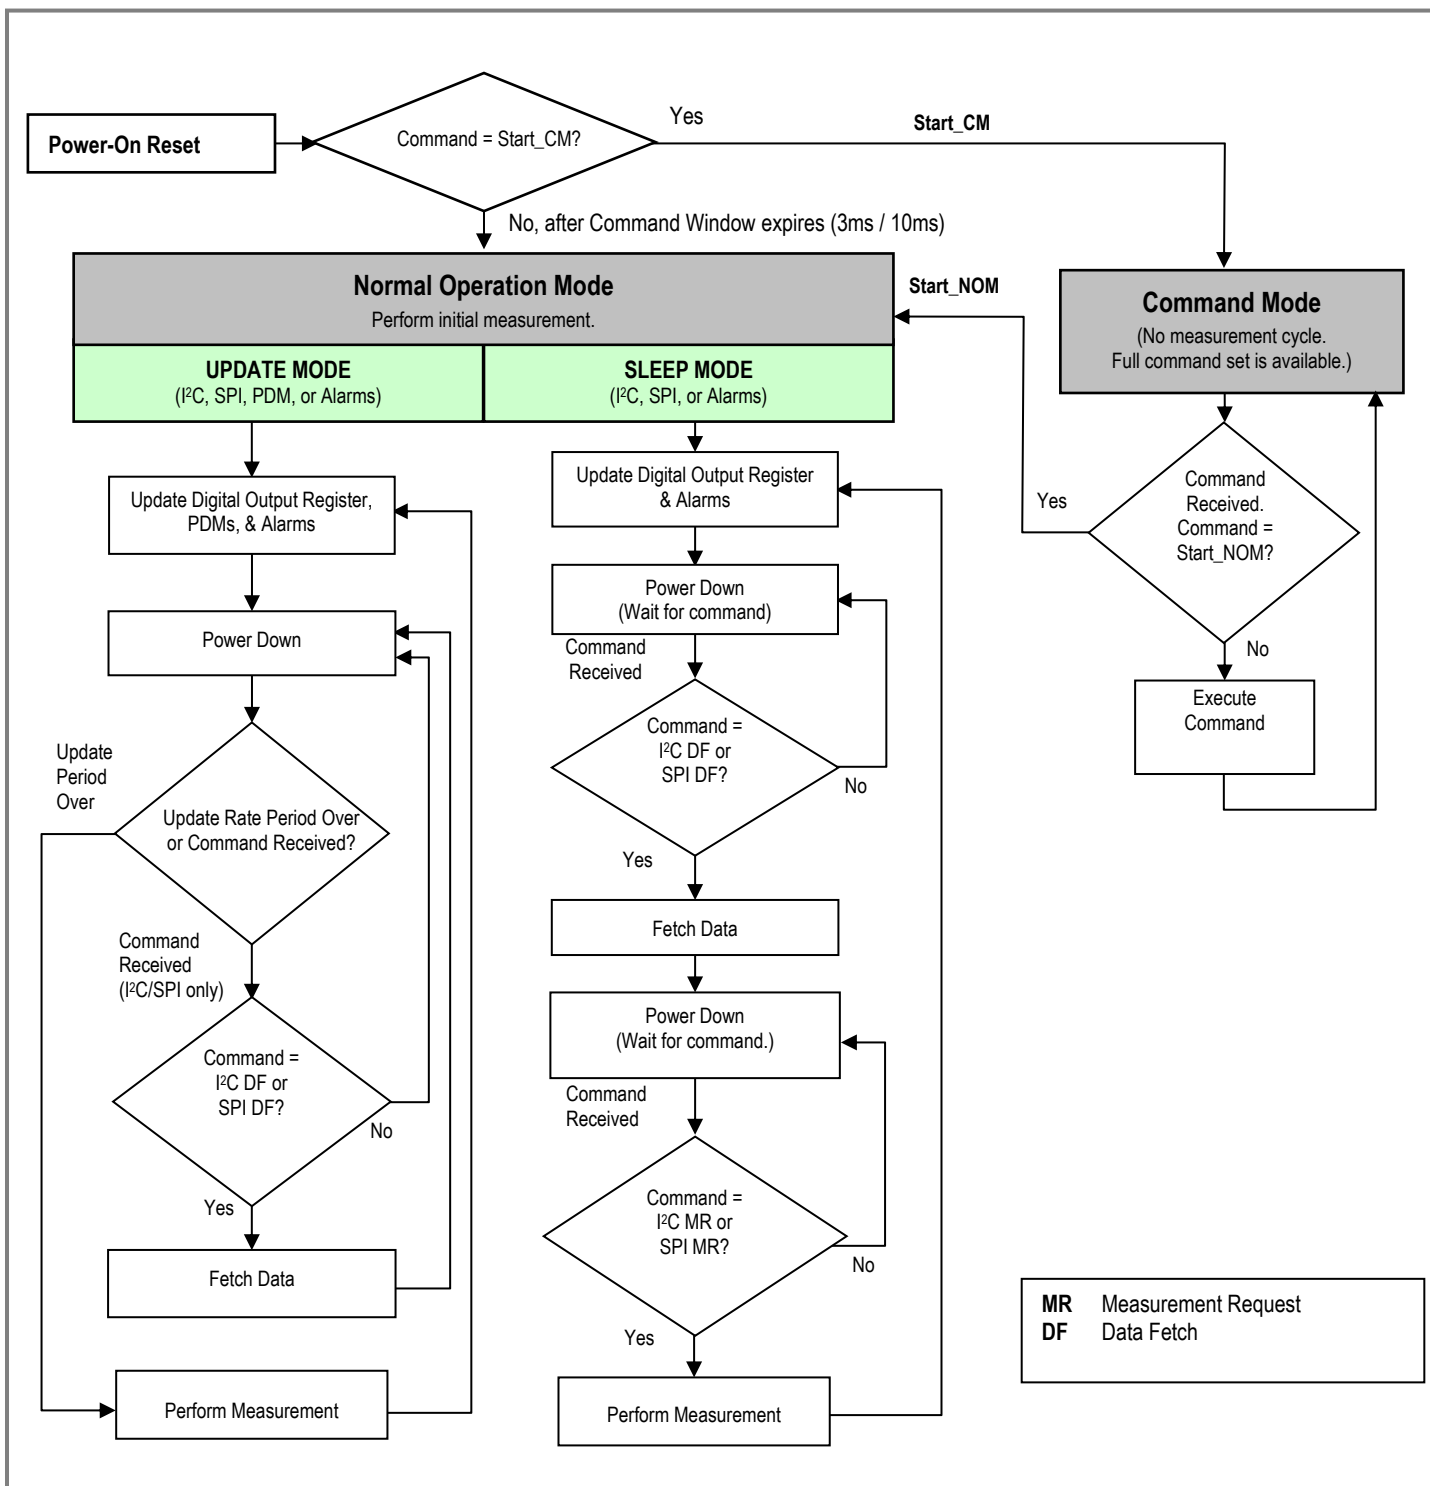 Power-On Reset
Command = Start_CM?
Yes
Start_CM
No, after Command Window expires (3ms / 10ms)
Normal Operation Mode
Perform initial measurement.
UPDATE MODE
(I²C, SPI, PDM, or Alarms)
SLEEP MODE
(I²C, SPI, or Alarms)
Start_NOM
Command Mode
(No measurement cycle.
Full command set is available.)
Update Digital Output Register,
PDMs, & Alarms
Power Down
Update
Period
Over
Update Rate Period Over
or Command Received?
Command
Received
(I²C/SPI only)
Command =
I²C DF or
SPI DF?
No
Yes
Fetch Data
Perform Measurement
Update Digital Output Register
& Alarms
Power Down
(Wait for command)
Command
Received
Command =
I²C DF or
SPI DF?
No
Yes
Fetch Data
Power Down
(Wait for command.)
Command
Received
Command =
I²C MR or
SPI MR?
No
Yes
Perform Measurement
Yes
Command
Received.
Command =
Start_NOM?
No
Execute
Command
MR Measurement Request
DF Data Fetch